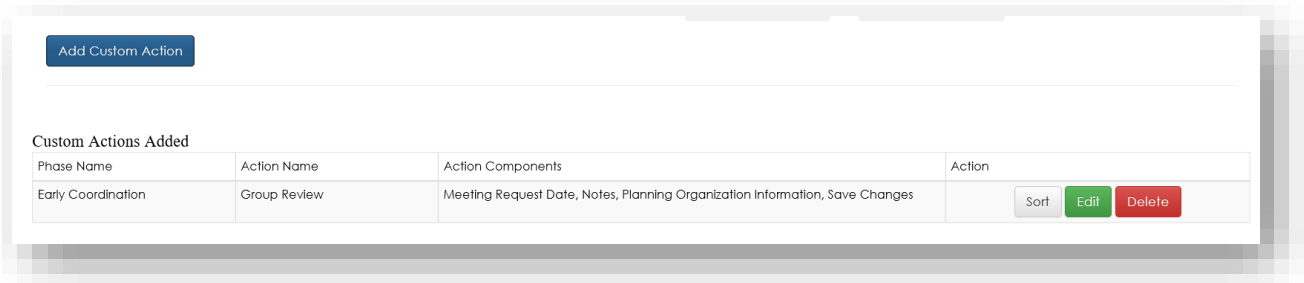 Add Custom Action
Custom Actions Added
Phase Name Action Name Action Components Action
Early Coordination Group Review Meeting Request Date, Notes, Planning Organization Information, Save Changes Sort Edit Delete